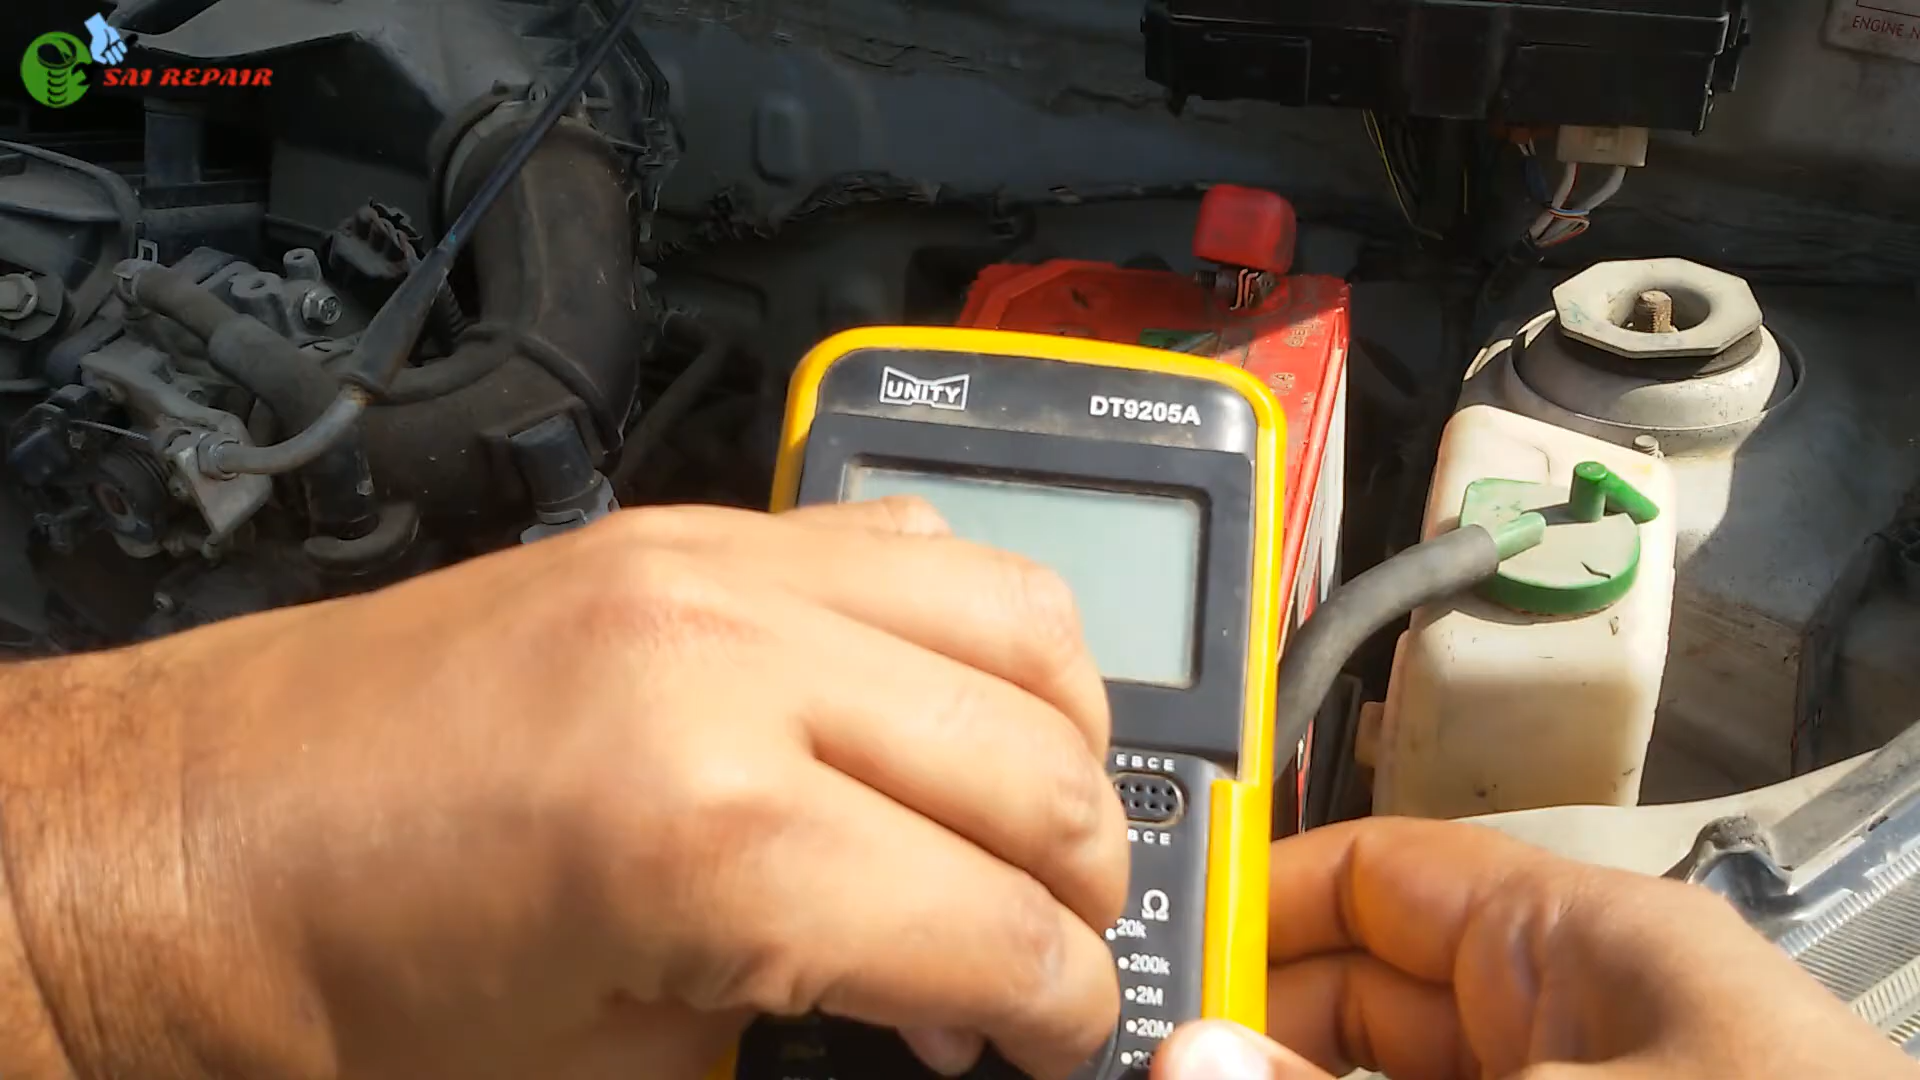 SAI REPAIR
ENGINE N
UNITY
DT9205A
E B C E
B C E
Ω
20k
200k
2M
20M